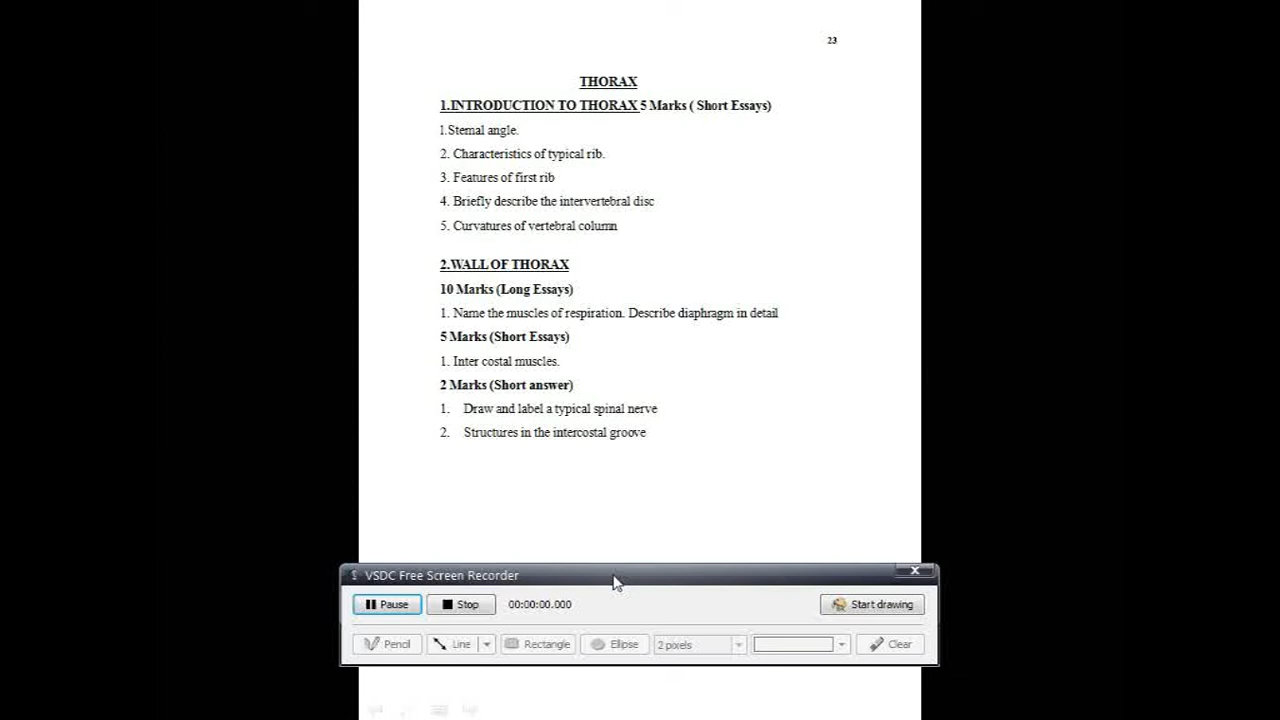 23
THORAX
1.INTRODUCTION TO THORAX 5 Marks ( Short Essays)
1.Sternal angle.
2. Characteristics of typical rib.
3. Features of first rib
4. Briefly describe the intervertebral disc
5. Curvatures of vertebral column
2.WALL OF THORAX
10 Marks (Long Essays)
1. Name the muscles of respiration. Describe diaphragm in detail
5 Marks (Short Essays)
1. Inter costal muscles.
2 Marks (Short answer)
1. Draw and label a typical spinal nerve
2. Structures in the intercostal groove
VSDC Free Screen Recorder
Pause Stop 00:00:00.000 Start drawing
Pencil Line Rectangle Ellipse 2 pixels Clear